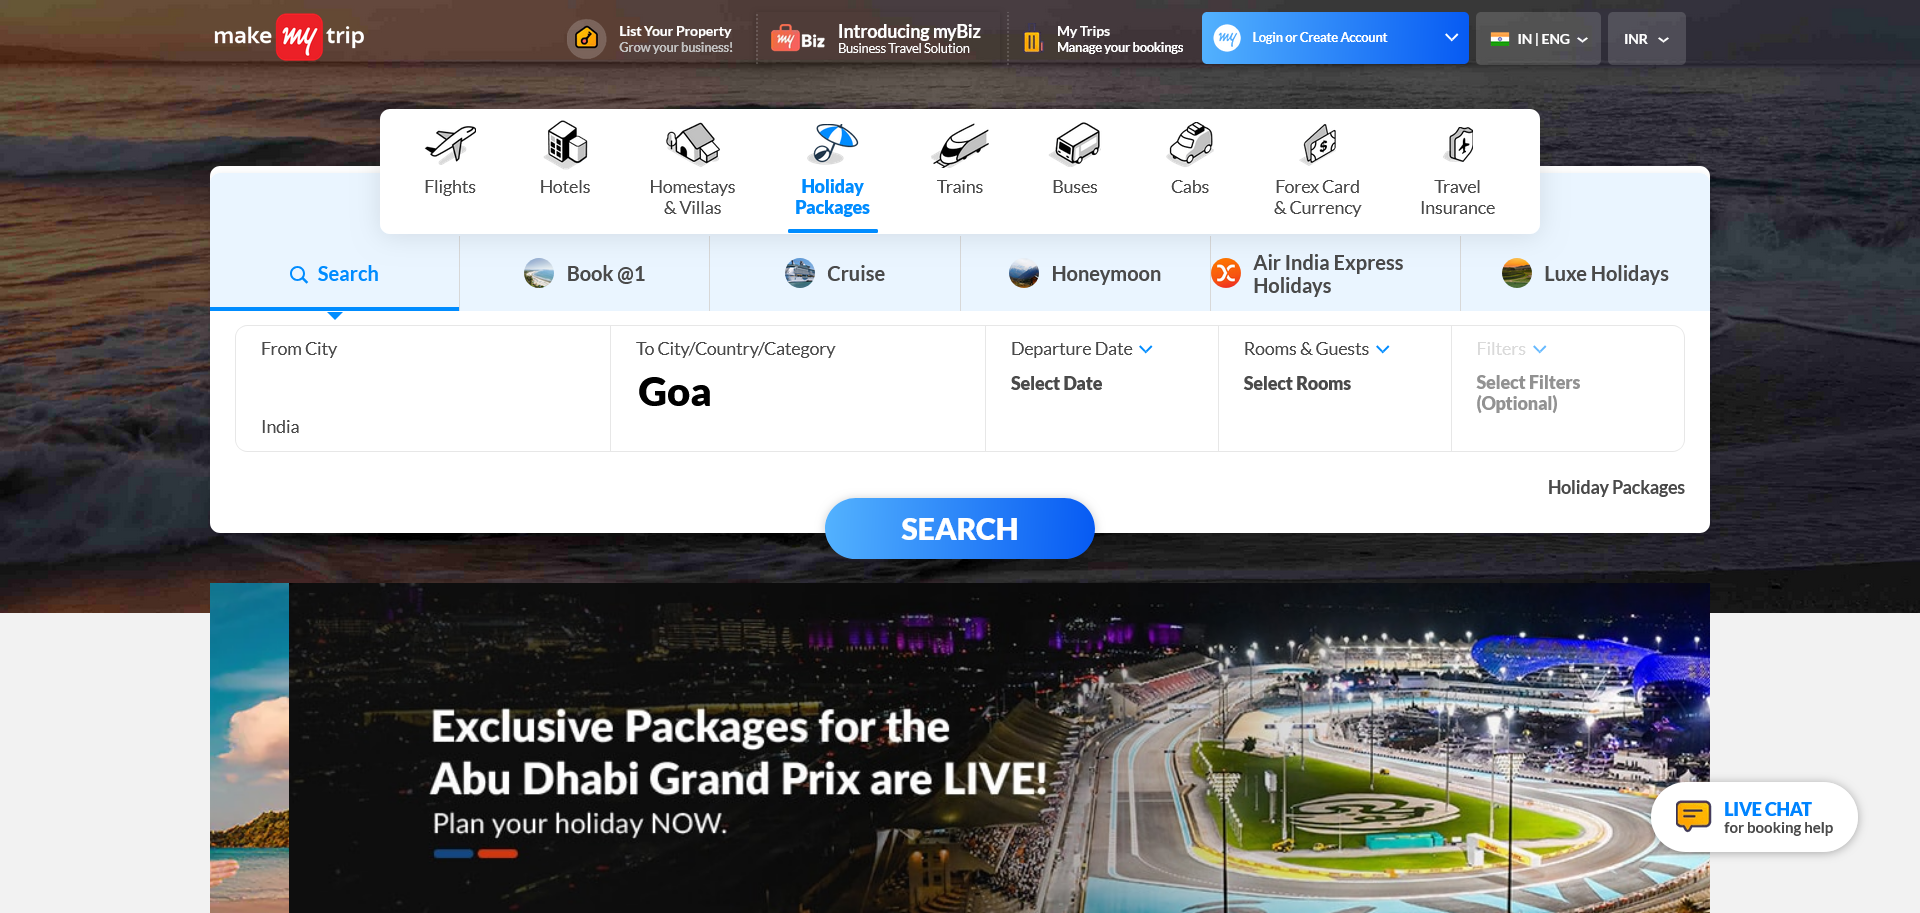 make my trip
List Your Property
Grow your business!
my Biz
Introducing myBiz
Business Travel Solution
My Trips
Manage your bookings
my
Login or Create Account
IN | ENG
INR
Flights
Hotels
Homestays
& Villas
Holiday
Packages
Trains
Buses
Cabs
Forex Card
& Currency
Travel
Insurance
Search
Book @1
Cruise
Honeymoon
Air India Express
Holidays
Luxe Holidays
From City
India
To City/Country/Category
Goa
Departure Date
Select Date
Rooms & Guests
Select Rooms
Filters
Select Filters
(Optional)
Holiday Packages
SEARCH
Exclusive Packages for the
Abu Dhabi Grand Prix are LIVE!
Plan your holiday NOW.
LIVE CHAT
for booking help